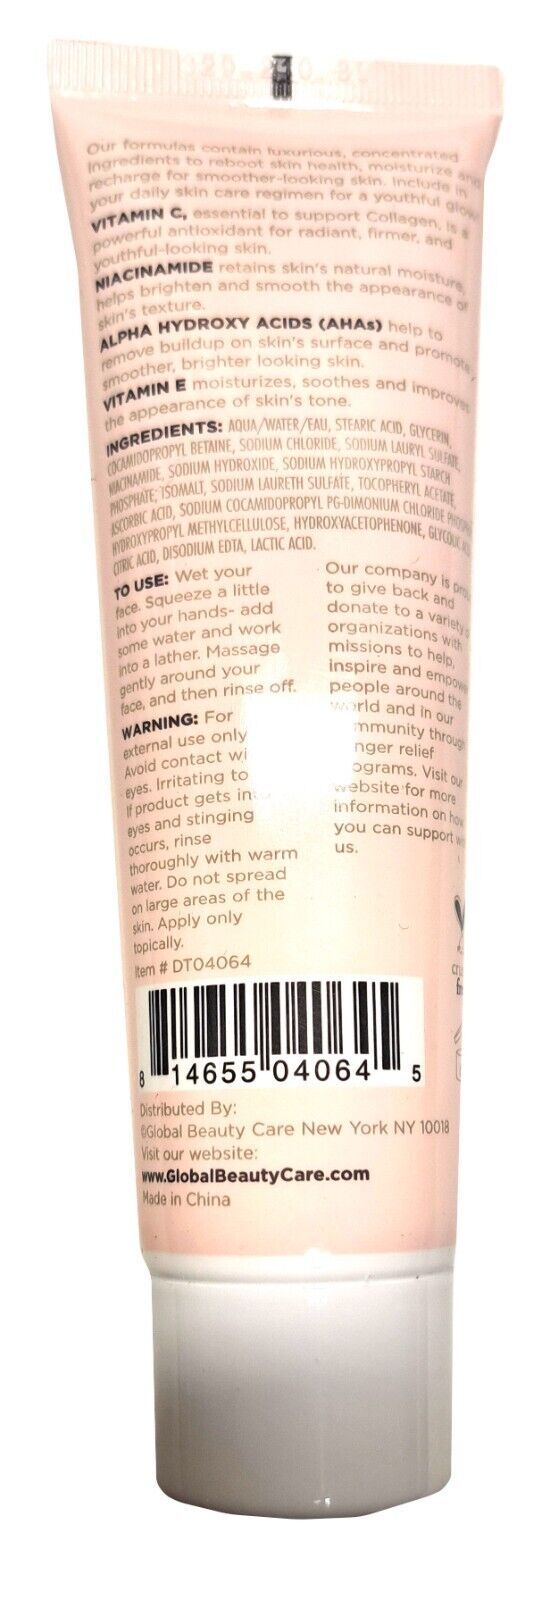 Our formulas contain luxurious, concentrated
ingredients to reboot skin health, moisturize and
recharge for smoother-looking skin. Include in
your daily skin care regimen for a youthful glow
VITAMIN C, essential to support Collagen, is a
powerful antioxidant for radiant, firmer, and
youthful-looking skin.
NIACINAMIDE retains skin's natural moisture,
helps brighten and smooth the appearance of
skin's texture.
ALPHA HYDROXY ACIDS (AHAs) help to
remove buildup on skin's surface and promote
smoother, brighter looking skin.
VITAMIN E moisturizes, soothes and improves
the appearance of skin's tone.
INGREDIENTS: AQUA/WATER/EAU, STEARIC ACID, GLYCERIN,
COCAMIDOPROPYL BETAINE, SODIUM CHLORIDE, SODIUM LAURYL SULFATE,
NIACINAMIDE, SODIUM HYDROXIDE, SODIUM HYDROXYPROPYL STARCH
PHOSPHATE; ISOMALT, SODIUM LAURETH SULFATE, TOCOPHERYL ACETATE,
ASCORBIC ACID, SODIUM COCAMIDOPROPYL PG-DIMONIUM CHLORIDE
HYDROXYPROPYL METHYLCELLULOSE, HYDROXYACETOPHENONE, GLYCOLIC
CITRIC ACID, DISODIUM EDTA, LACTIC ACID.
TO USE: Wet your
face. Squeeze a little
into your hands- add
some water and work
into a lather. Massage
gently around your
face, and then rinse off.
WARNING: For
external use only
Avoid contact wi
eyes. Irritating to
If product gets in
eyes and stinging
occurs, rinse
thoroughly with warm
water. Do not spread
on large areas of the
skin. Apply only
topically.
Item # DT04064
Our company is
to give back and
donate to a variety of
organizations with
missions to help,
inspire and empower
people around the
world and in our
mmunity through
nger relief
ograms. Visit our
website for more
information on how
you can support
us.
8 14655 04064 5
Distributed By:
©Global Beauty Care New York NY 10018
Visit our website:
www.GlobalBeautyCare.com
Made in China